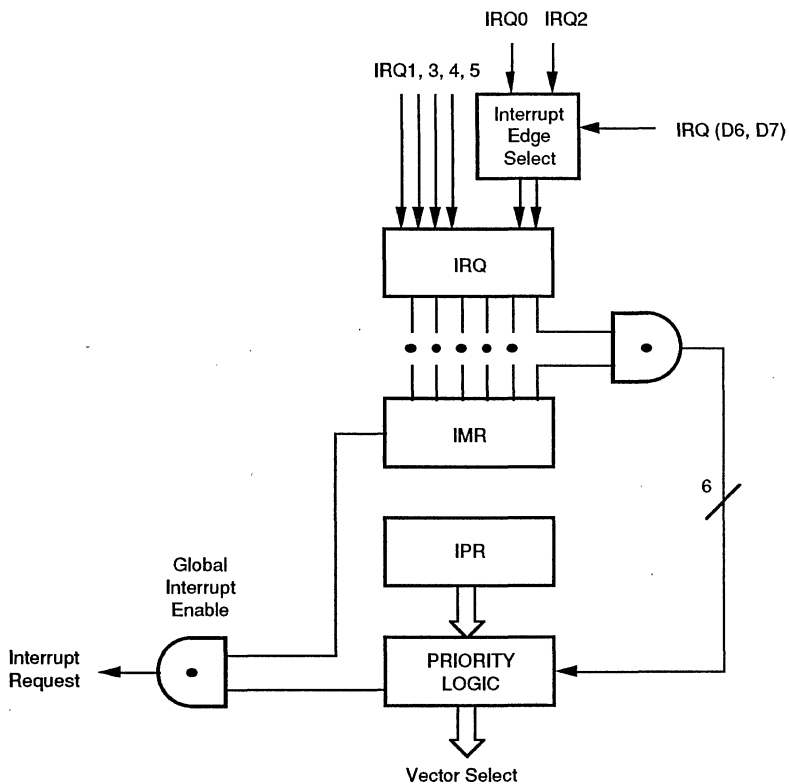 IRQ0
IRQ2
IRQ1, 3, 4, 5
Interrupt
Edge
Select
IRQ (D6, D7)
IRQ
IMR
6
IPR
Global
Interrupt
Enable
Interrupt
Request
PRIORITY
LOGIC
Vector Select